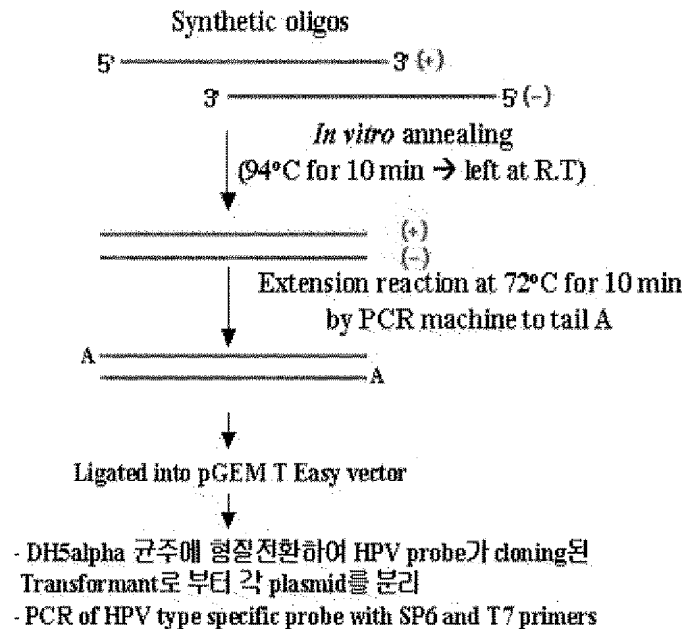 Synthetic oligos
5' 3' (+)
3' 5' (-)
In vitro annealing
(94°C for 10 min → left at R.T)
(+)
(-)
Extension reaction at 72°C for 10 min
by PCR machine to tail A
A
A
Ligated into pGEM T Easy vector
- DH5alpha 균주에 형질전환하여 HPV probe가 cloning된
Transformant로 부터 각 plasmid를 분리
- PCR of HPV type specific probe with SP6 and T7 primers